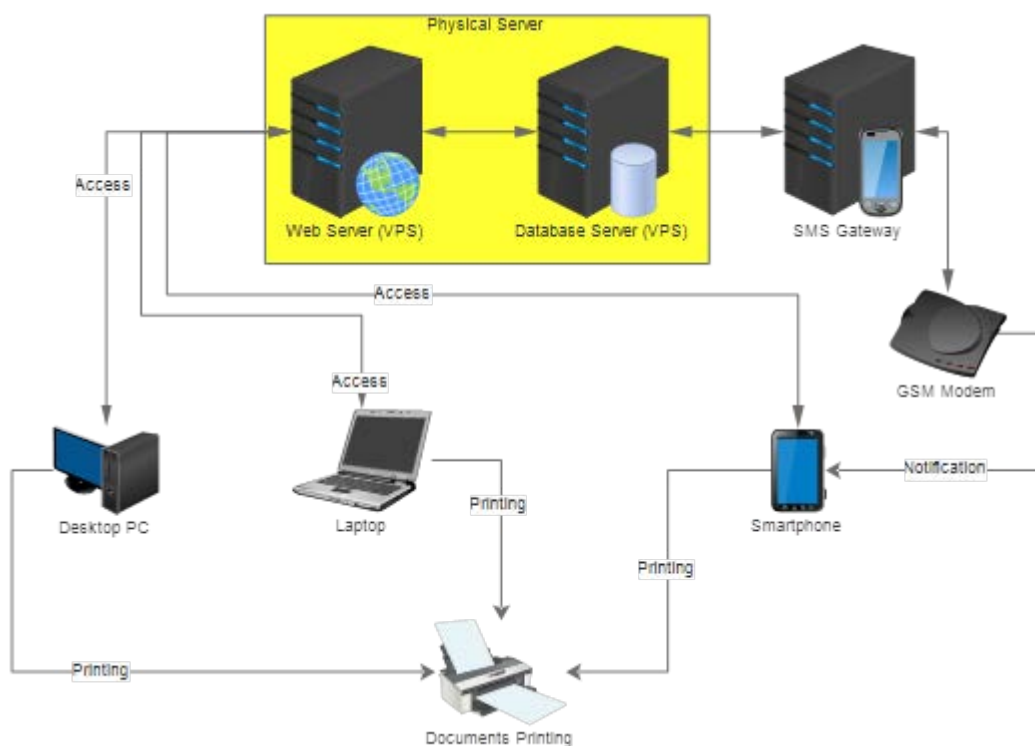 Physical Server
Web Server (VPS)
Database Server (VPS)
SMS Gateway
Access
Access
Access
GSM Modem
Desktop PC
Laptop
Smartphone
Notification
Printing
Printing
Printing
Documents Printing